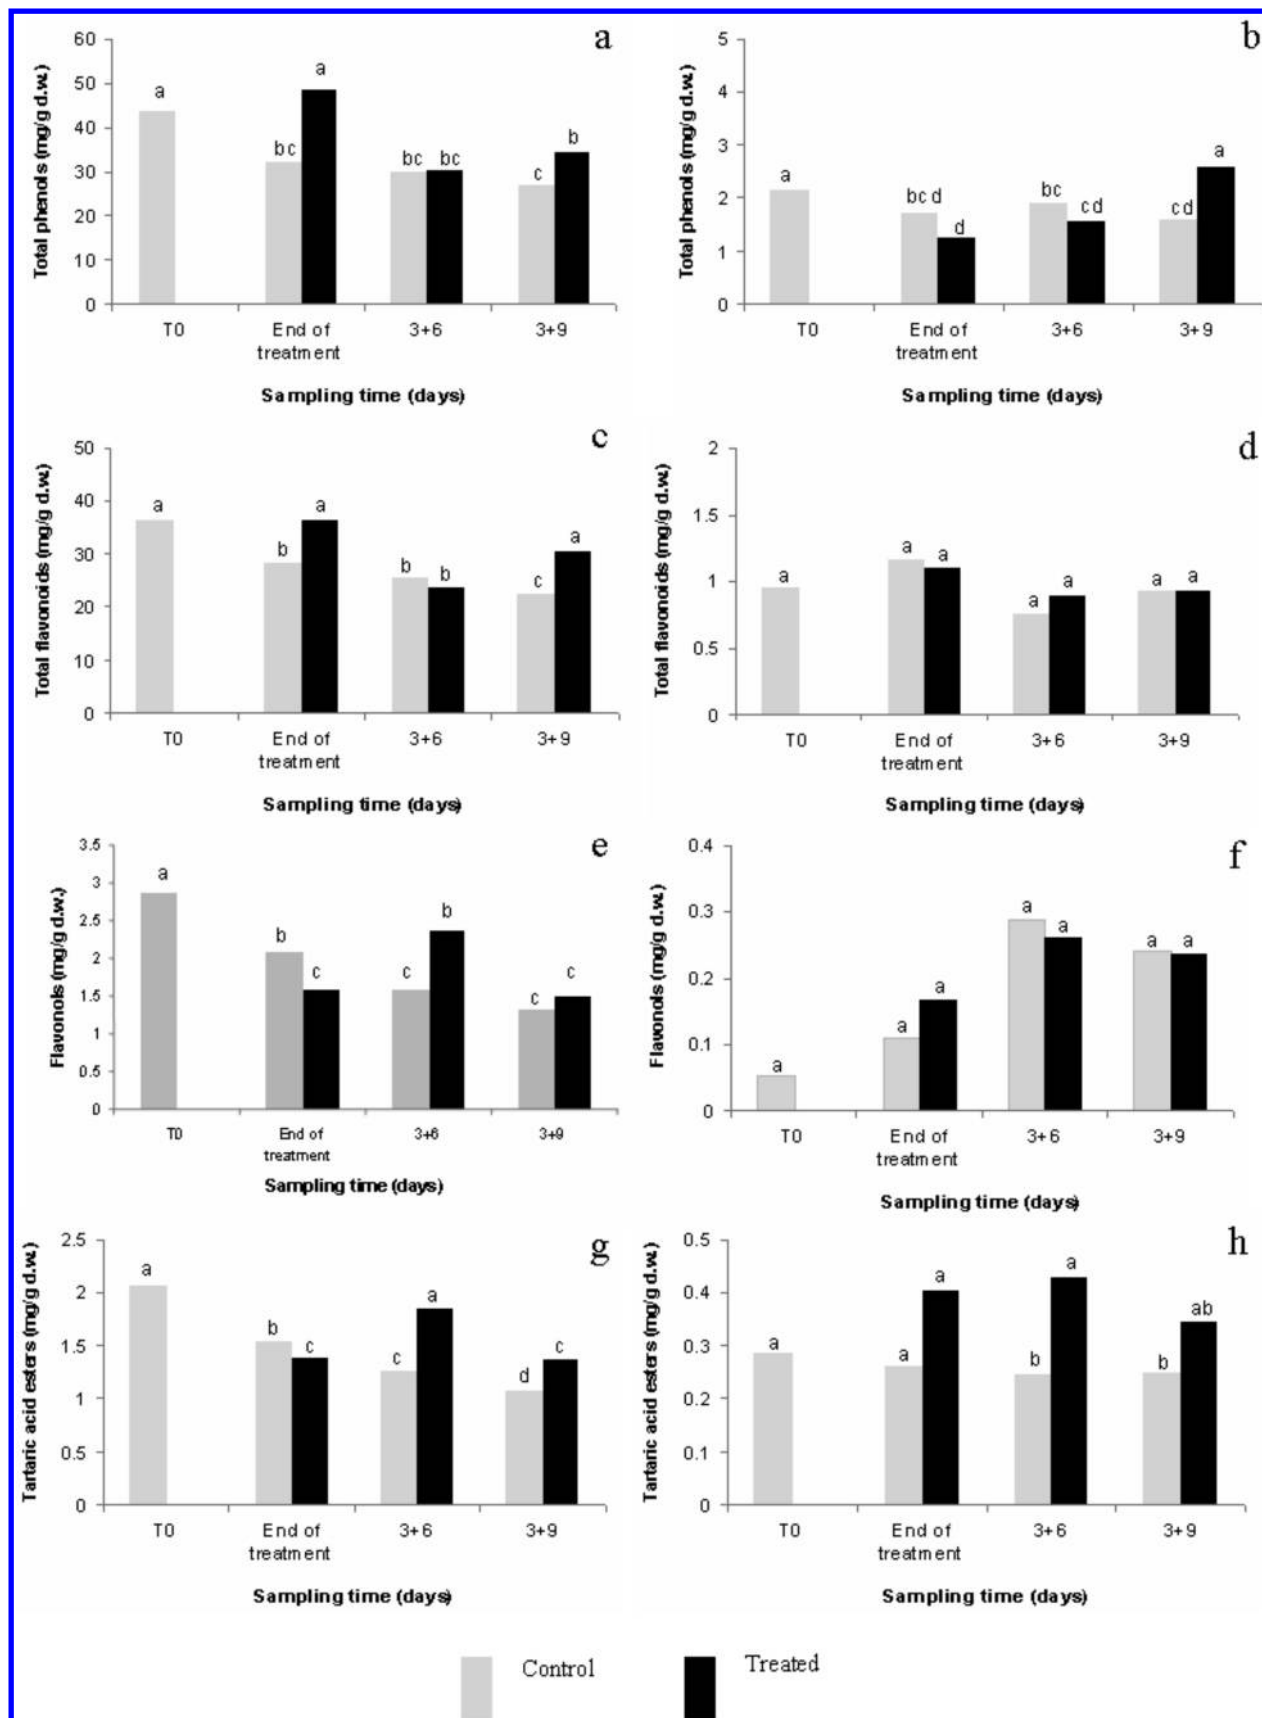 a
Total phenols (mg/g d.w.)
60
50
40
30
20
10
0
a
bc
a
bc
bc
c
b
T0
End of
treatment
3+6
3+9
Sampling time (days)
b
Total phenols (mg/g d.w.)
5
4
3
2
1
0
a
bcd
d
bc
cd
cd
a
T0
End of
treatment
3+6
3+9
Sampling time (days)
c
Total flavonoids (mg/g d.w.)
50
40
30
20
10
0
a
b
a
b
b
c
a
T0
End of
treatment
3+6
3+9
Sampling time (days)
d
Total flavonoids (mg/g d.w.)
2
1.5
1
0.5
0
a
a
a
a
a
a
a
T0
End of
treatment
3+6
3+9
Sampling time (days)
e
Flavonols (mg/g d.w.)
3.5
3
2.5
2
1.5
1
0.5
0
a
b
c
c
b
c
c
T0
End of
treatment
3+6
3+9
Sampling time (days)
f
Flavonols (mg/g d.w.)
0.4
0.3
0.2
0.1
0
a
a
a
a
a
a
a
T0
End of
treatment
3+6
3+9
Sampling time (days)
g
Tartaric acid esters (mg/g d.w.)
2.5
2
1.5
1
0.5
0
a
b
c
c
a
d
c
T0
End of
treatment
3+6
3+9
Sampling time (days)
h
Tartaric acid esters (mg/g d.w.)
0.5
0.4
0.3
0.2
0.1
0
a
a
a
b
a
b
ab
T0
End of
treatment
3+6
3+9
Sampling time (days)
Control
Treated